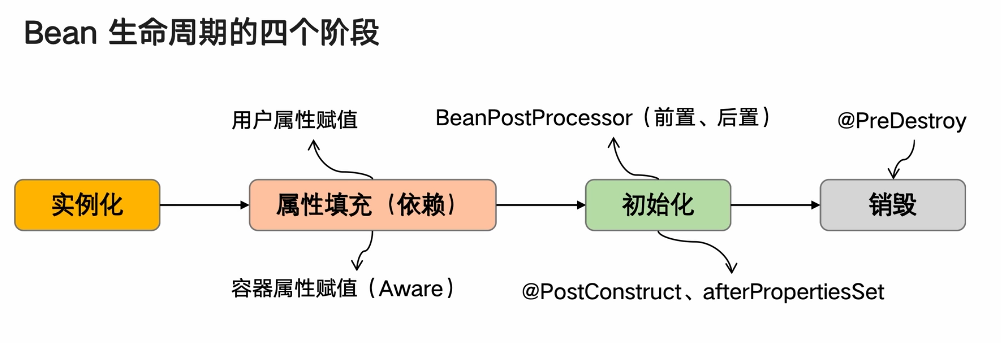 Bean 生命周期的四个阶段
用户属性赋值
BeanPostProcessor（前置、后置）
@PreDestroy
实例化
属性填充（依赖）
初始化
销毁
容器属性赋值（Aware）
@PostConstruct、afterPropertiesSet